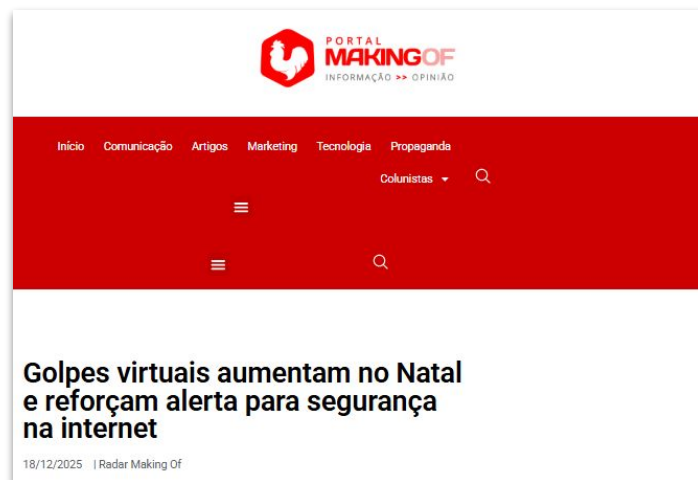 PORTAL
MAKINGOF
INFORMAÇÃO >> OPINIÃO
Início Comunicação Artigos Marketing Tecnologia Propaganda
Colunistas
Golpes virtuais aumentam no Natal
e reforçam alerta para segurança
na internet
18/12/2025 | Radar Making Of